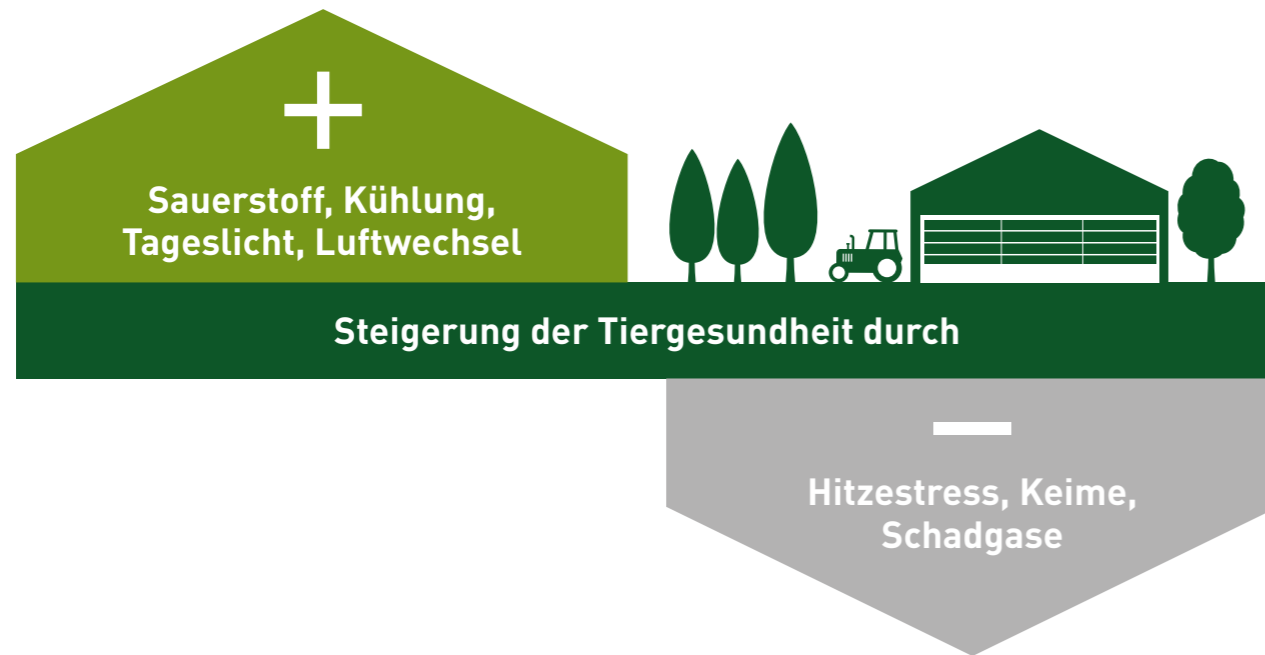 +
Sauerstoff, Kühlung,
Tageslicht, Luftwechsel
Steigerung der Tiergesundheit durch
—
Hitzestress, Keime,
Schadgase